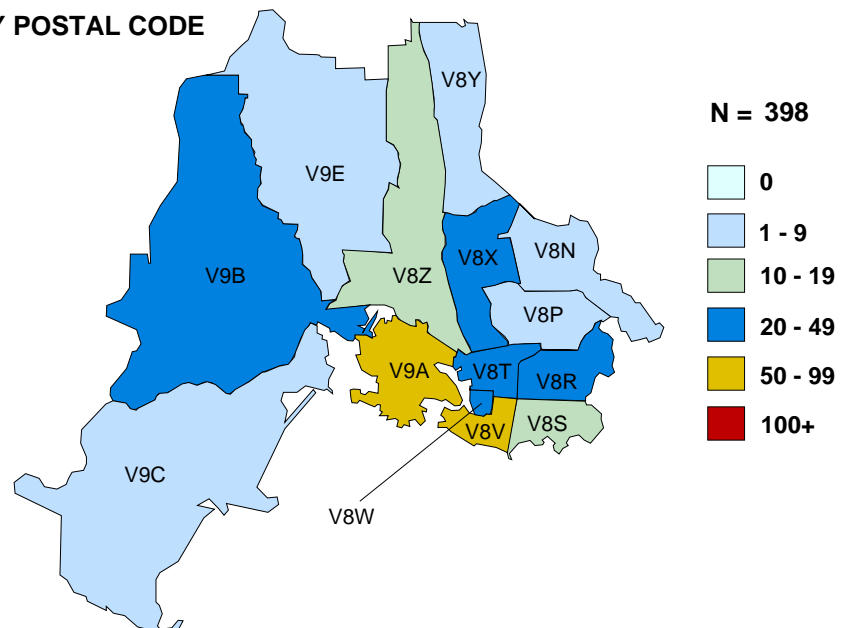 Y POSTAL CODE
V8Y
N = 398
V9E
0
1 - 9
V8N
V9B
V8Z
V8X
10 - 19
V8P
20 - 49
V9A
V8T
V8R
50 - 99
V8V
V8S
100+
V9C
V8W